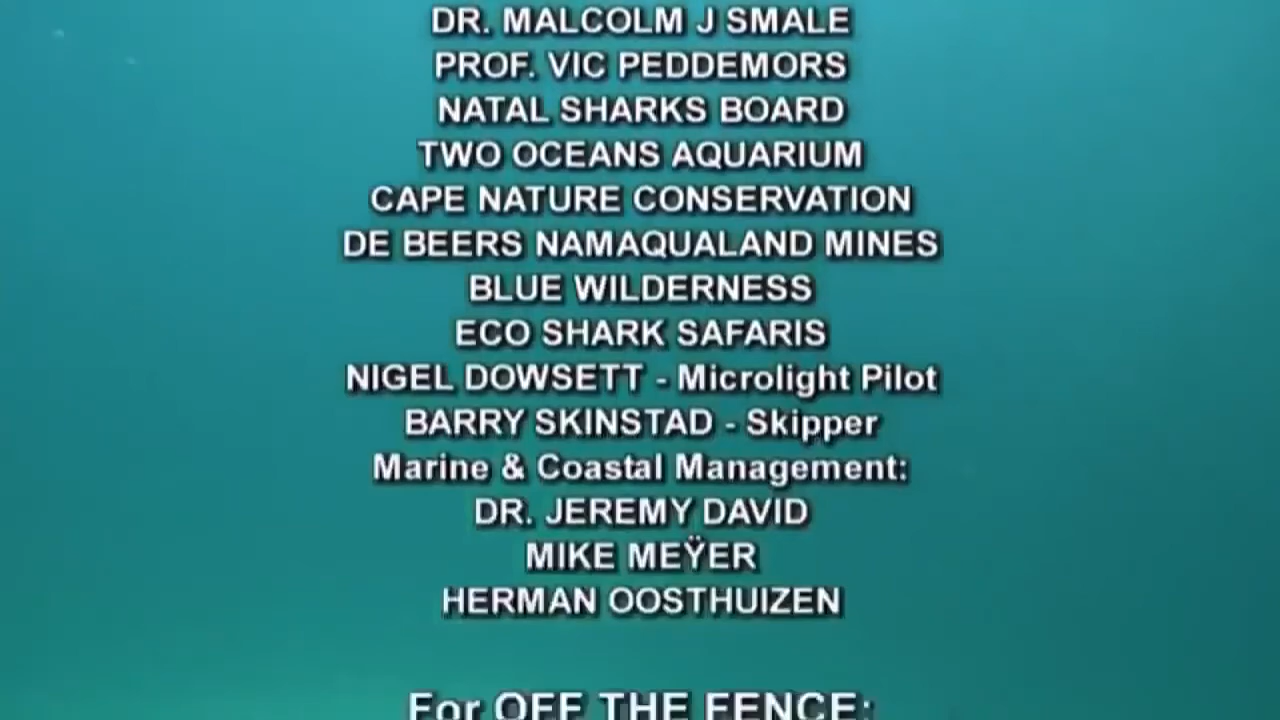 DR. MALCOLM J SMALE
PROF. VIC PEDDEMORS
NATAL SHARKS BOARD
TWO OCEANS AQUARIUM
CAPE NATURE CONSERVATION
DE BEERS NAMAQUALAND MINES
BLUE WILDERNESS
ECO SHARK SAFARIS
NIGEL DOWSETT - Microlight Pilot
BARRY SKINSTAD - Skipper
Marine & Coastal Management:
DR. JEREMY DAVID
MIKE MEŸER
HERMAN OOSTHUIZEN
For OFF THE FENCE: